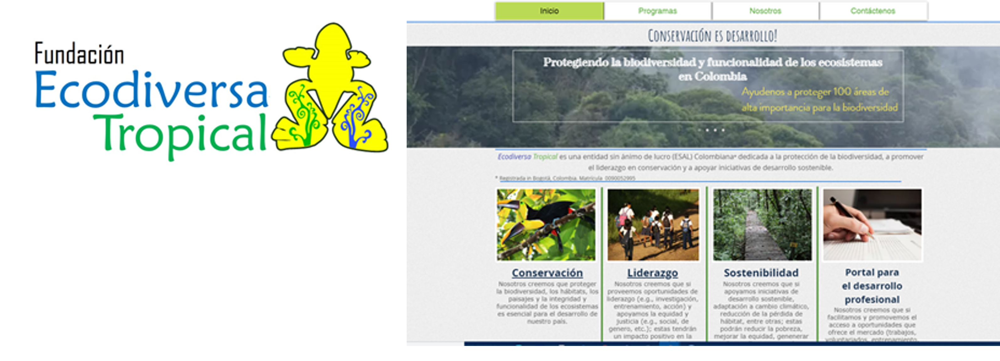 Fundación
Ecodiversa
Tropical
Inicio
Programas
Nosotros
Contáctenos
Conservación es desarrollo!
Protegiendo la biodiversidad y funcionalidad de los ecosistemas
en Colombia
Ayudenos a proteger 100 áreas de
alta importancia para la biodiversidad
Ecodiversa Tropical es una entidad sin ánimo de lucro (ESAL) Colombiana* dedicada a la protección de la biodiversidad, a promover
el liderazgo en conservación y a apoyar iniciativas de desarrollo sostenible.
* Registrada in Bogotá, Colombia. Matrícula 0090052995
Conservación
Nosotros creemos que proteger
la biodiversidad, los hábitats, los
paisajes y la integridad y
funcionalidad de los ecosistemas
es esencial para el desarrollo de
nuestro país.
Liderazgo
Nosotros creemos que si
proveemos oportunidades de
liderazgo (e.g., investigación,
entrenamiento, acción) y
apoyamos la equidad y
justicia (e.g., social, de
genero, etc.); estas tendrán
un impacto positivo en la
Sostenibilidad
Nosotros creemos que si
apoyamos iniciativas de
desarrollo sostenible,
adaptación a cambio climático,
reducción de la pérdida de
hábitat, entre otras; estas
podrán reducir la pobreza,
mejorar la equidad, genenerar
Portal para
el desarrollo
profesional
Nosotros creemos que si
facilitamos y promovemos el
acceso a oportunidades que
ofrece el mercado (trabajos,
voluntariados, entrenamiento,